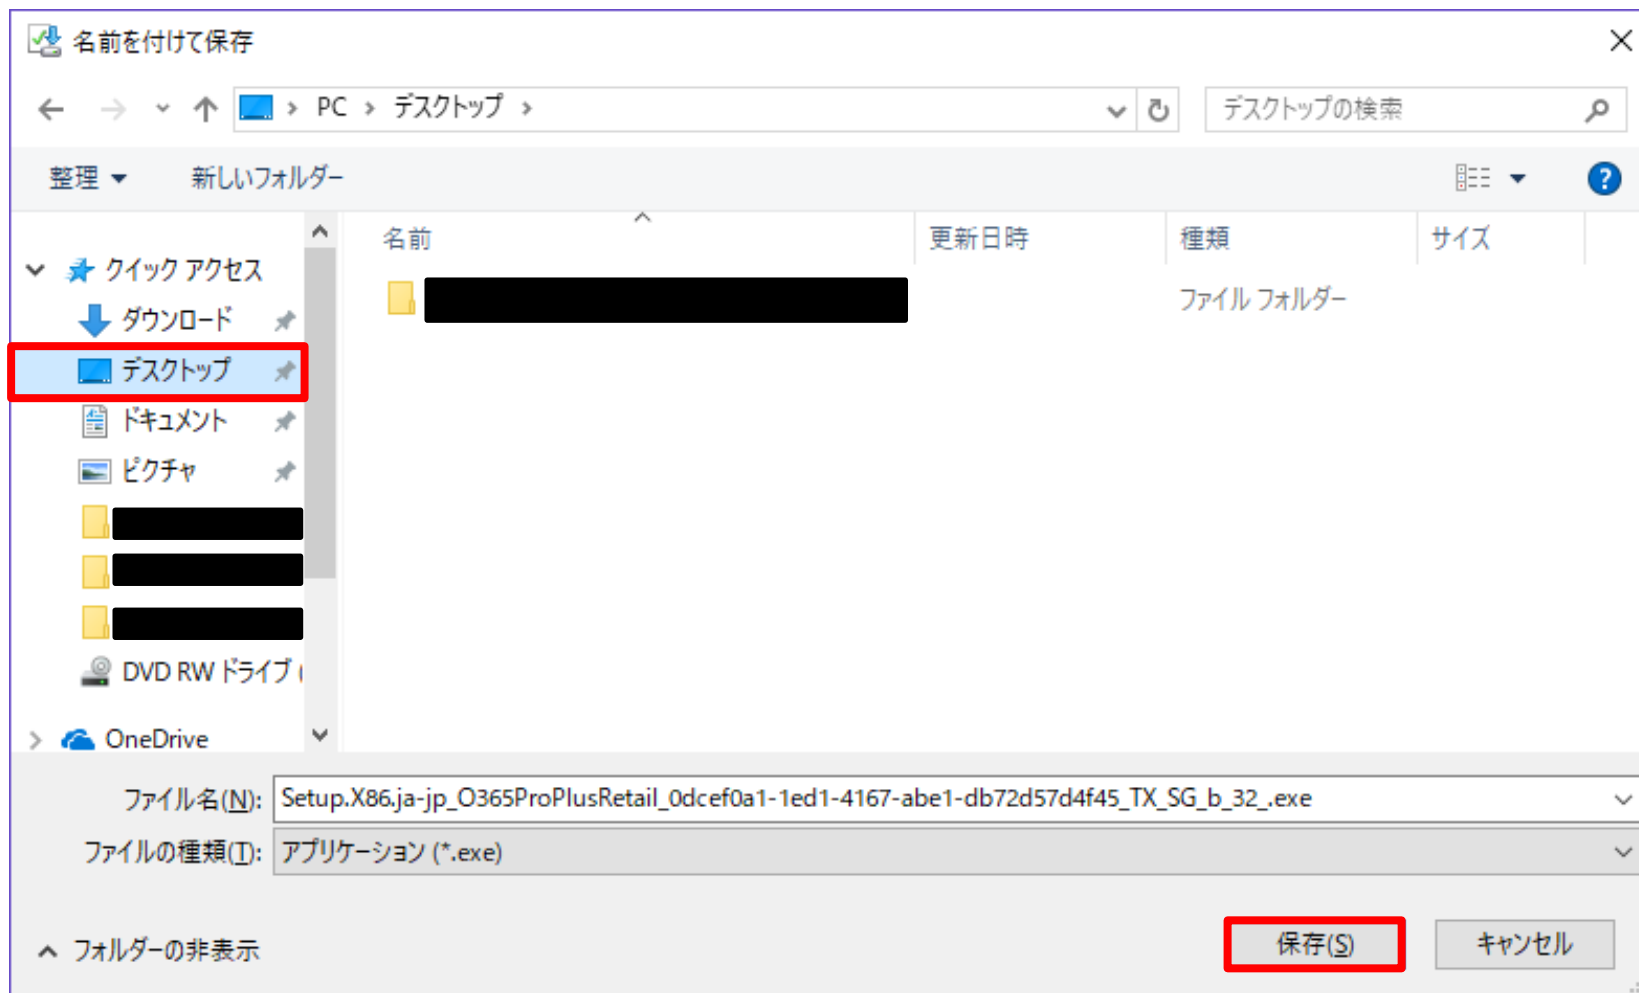 名前を付けて保存
PC デスクトップ
デスクトップの検索
整理 新しいフォルダー
名前 更新日時 種類 サイズ
クイック アクセス
ダウンロード
デスクトップ
ドキュメント
ピクチャ
DVD RW ドライブ (
OneDrive
ファイル フォルダー
ファイル名(N): Setup.X86.ja-jp_O365ProPlusRetail_0dcef0a1-1ed1-4167-abe1-db72d57d4f45_TX_SG_b_32_.exe
ファイルの種類(T): アプリケーション (*.exe)
フォルダーの非表示
保存(S) キャンセル